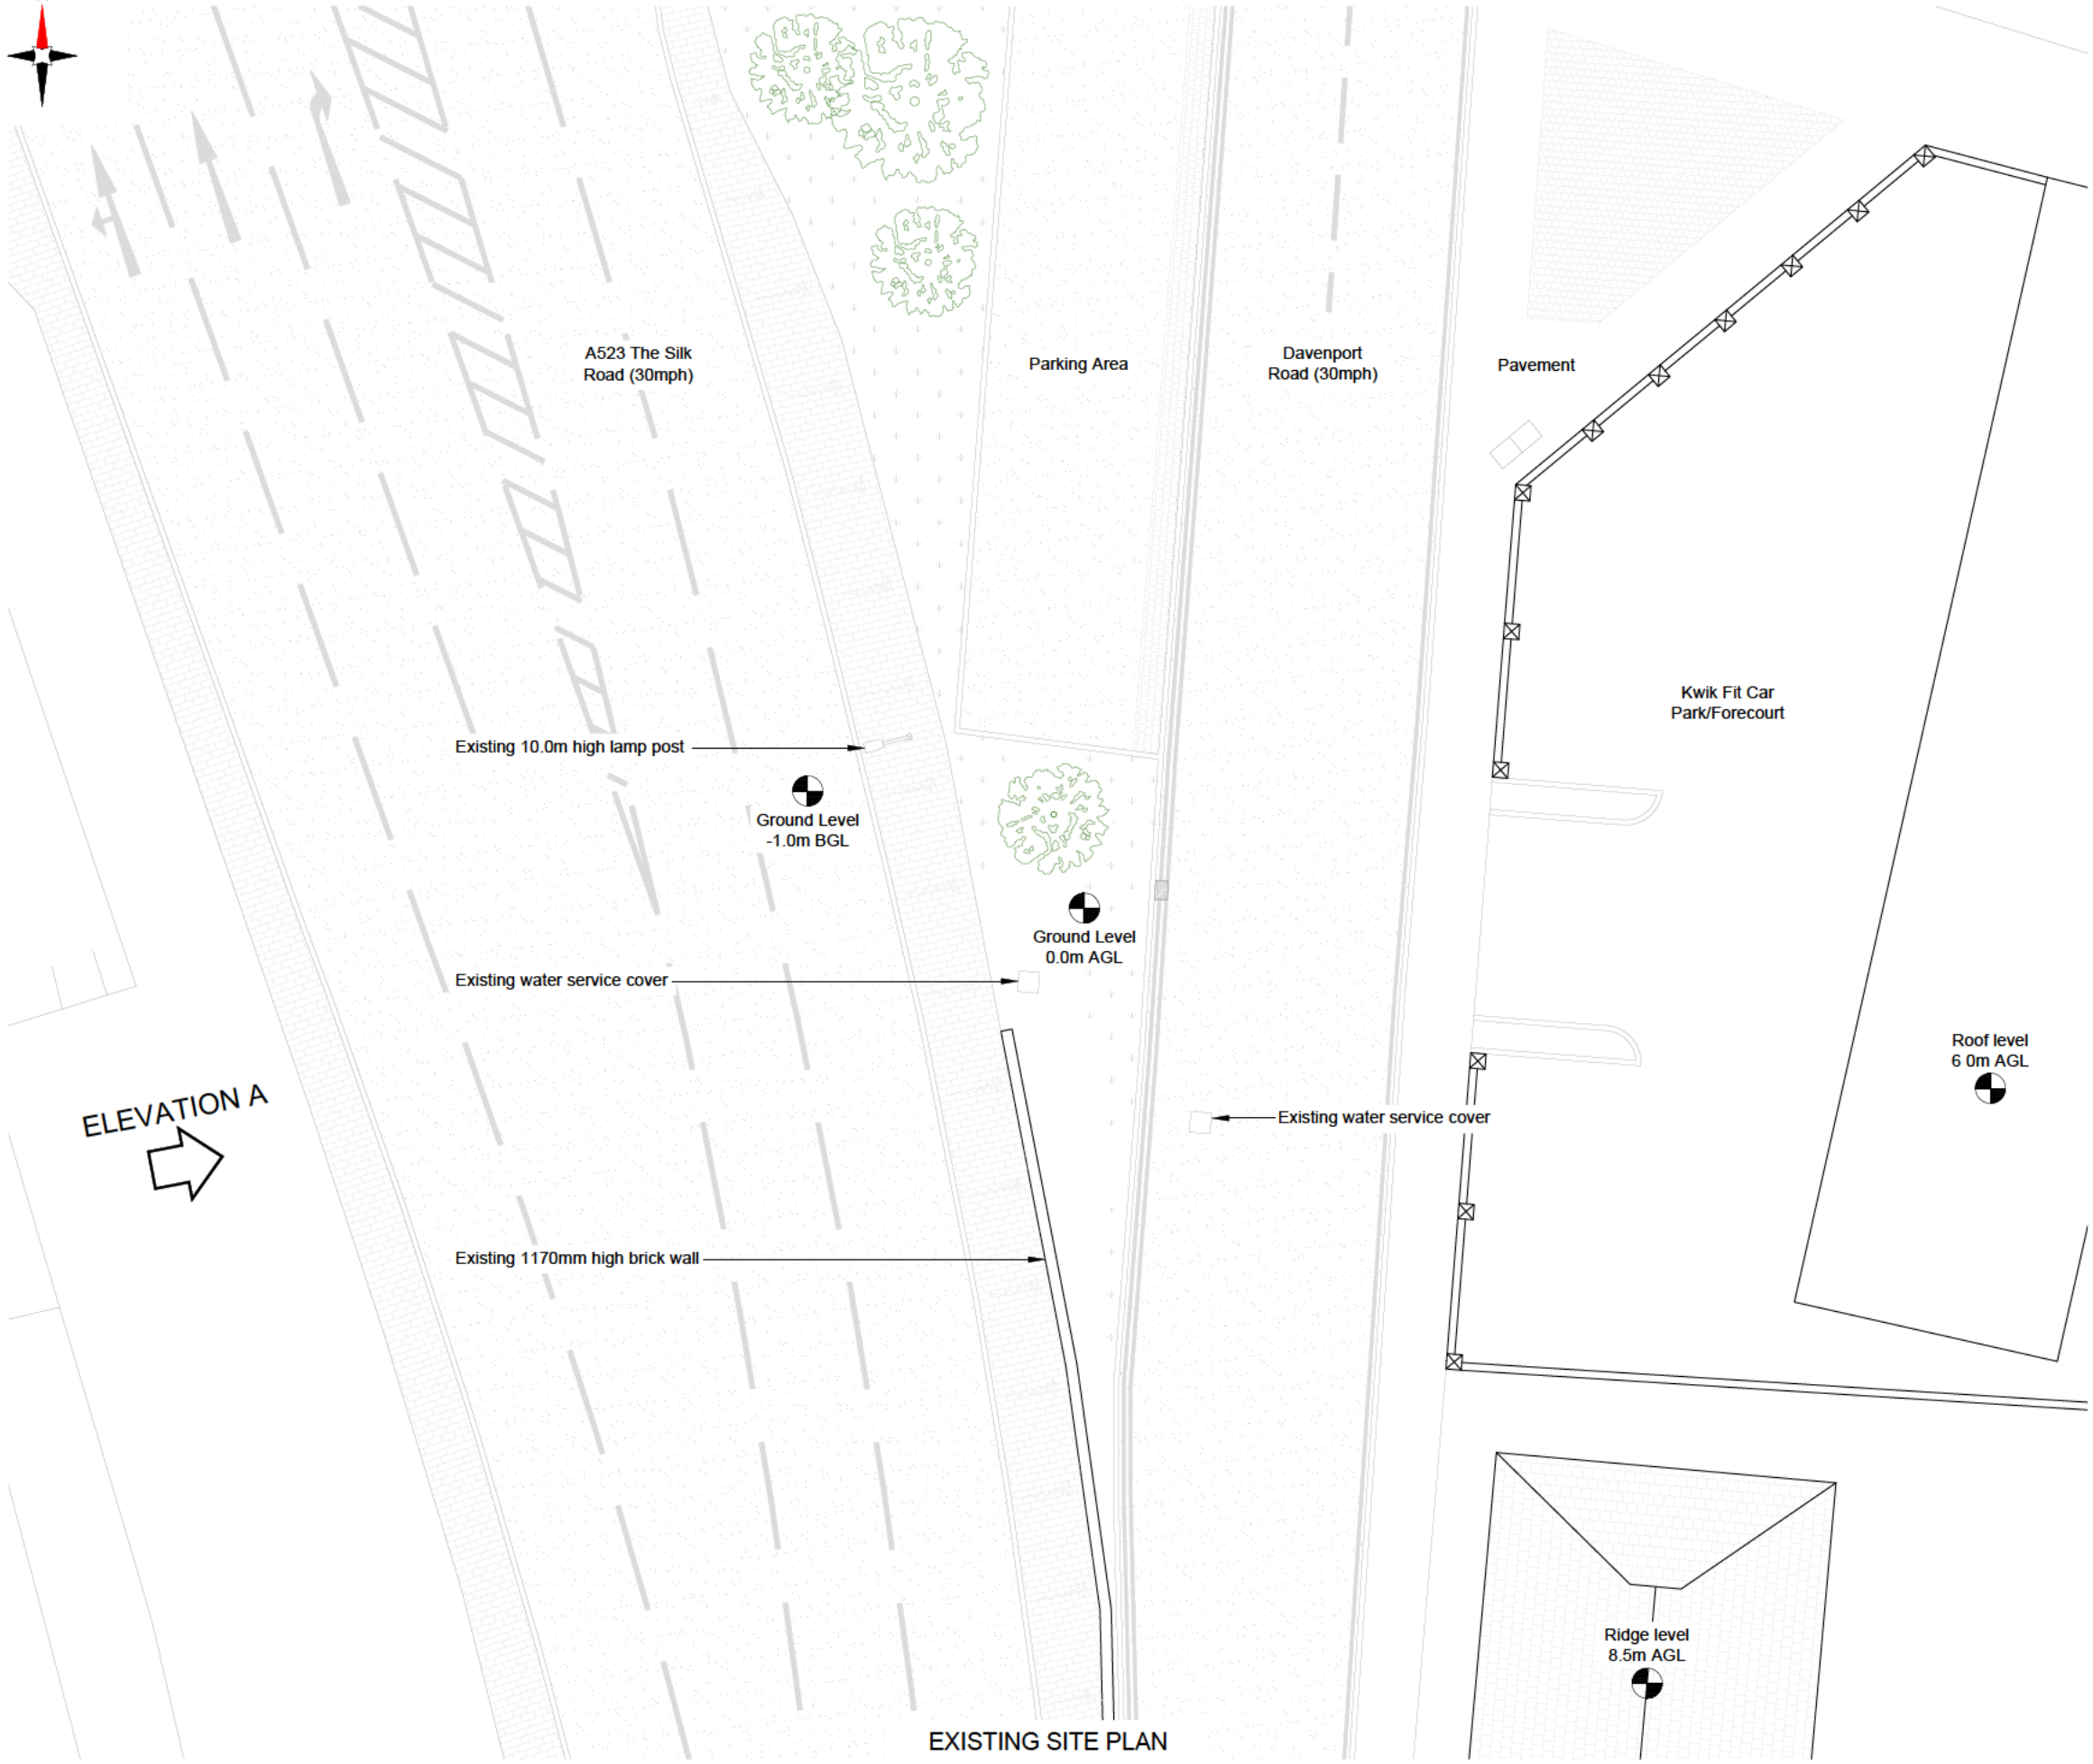 A523 The Silk
Road (30mph)
Parking Area
Davenport
Road (30mph)
Pavement
Kwik Fit Car
Park/Forecourt
Existing 10.0m high lamp post
Ground Level
-1.0m BGL
Ground Level
0.0m AGL
Existing water service cover
Roof level
6 0m AGL
ELEVATION A
Existing water service cover
Existing 1170mm high brick wall
Ridge level
8.5m AGL
EXISTING SITE PLAN